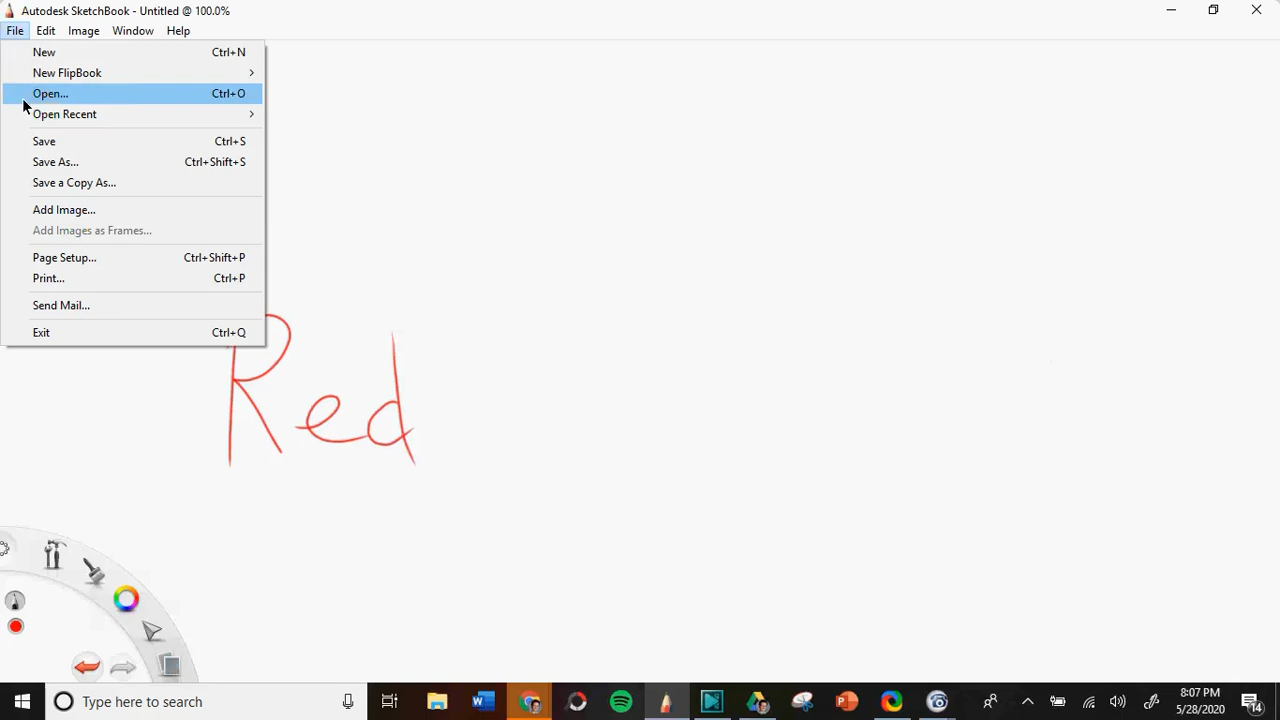 Autodesk SketchBook - Untitled @ 100.0%
File Edit Image Window Help
New Ctrl+N
New FlipBook
Open... Ctrl+O
Open Recent
Save Ctrl+S
Save As... Ctrl+Shift+S
Save a Copy As...
Add Image...
Add Images as Frames...
Page Setup... Ctrl+Shift+P
Print... Ctrl+P
Send Mail...
Exit Ctrl+Q
Red
Type here to search
8:07 PM
5/28/2020
14